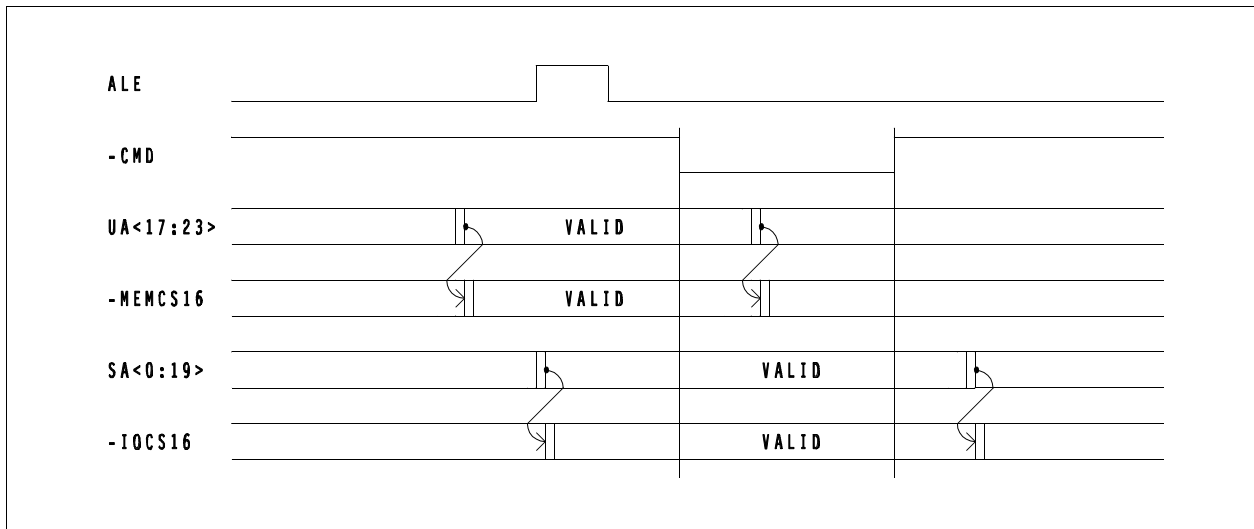 ALE
-CMD
UA<17:23> VALID
-MEMCS16 VALID
SA<0:19> VALID
-IOCS16 VALID